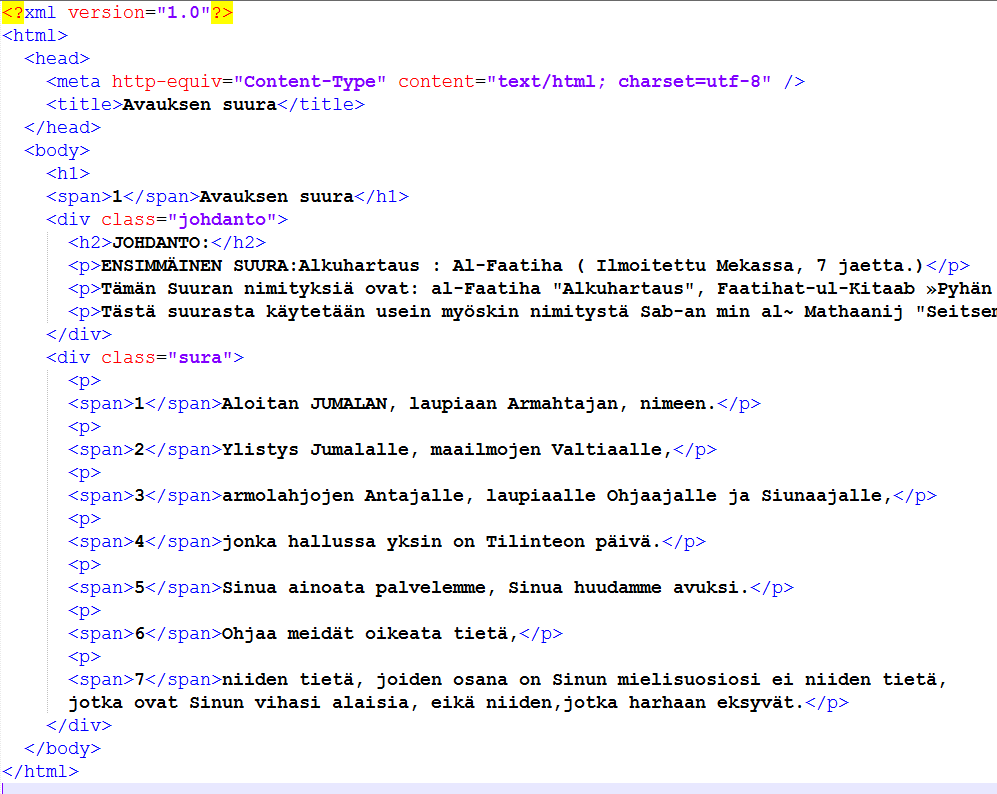 <?xml version="1.0"?>
<html>
<head>
<meta http-equiv="Content-Type" content="text/html; charset=utf-8" />
<title>Avauksen suura</title>
</head>
<body>
<h1>
<span>1</span>Avauksen suura</h1>
<div class="johdanto">
<h2>JOHDANTO:</h2>
<p>ENSIMMÄINEN SUURA:Alkuhartaus : Al-Faatiha ( Ilmoitettu Mekassa, 7 jaetta.)</p>
<p>Tämän Suuran nimityksiä ovat: al-Faatiha "Alkuhartaus", Faatihat-ul-Kitaab »Pyhän
<p>Tästä suurasta käytetään usein myöskin nimitystä Sab-an min al~ Mathaanij "Seitsem
</div>
<div class="sura">
<p>
<span>1</span>Aloitan JUMALAN, laupiaan Armahtajan, nimeen.</p>
<p>
<span>2</span>Ylistys Jumalalle, maailmojen Valtiaalle,</p>
<p>
<span>3</span>armolahjojen Antajalle, laupiaalle Ohjaajalle ja Siunaajalle,</p>
<p>
<span>4</span>jonka hallussa yksin on Tilinteon päivä.</p>
<p>
<span>5</span>Sinua ainoata palvelemme, Sinua huudamme avuksi.</p>
<p>
<span>6</span>Ohjaa meidät oikeata tietä,</p>
<p>
<span>7</span>niiden tietä, joiden osana on Sinun mielisuosiosi ei niiden tietä,
jotka ovat Sinun vihasi alaisia, eikä niiden,jotka harhaan eksyvät.</p>
</div>
</body>
</html>